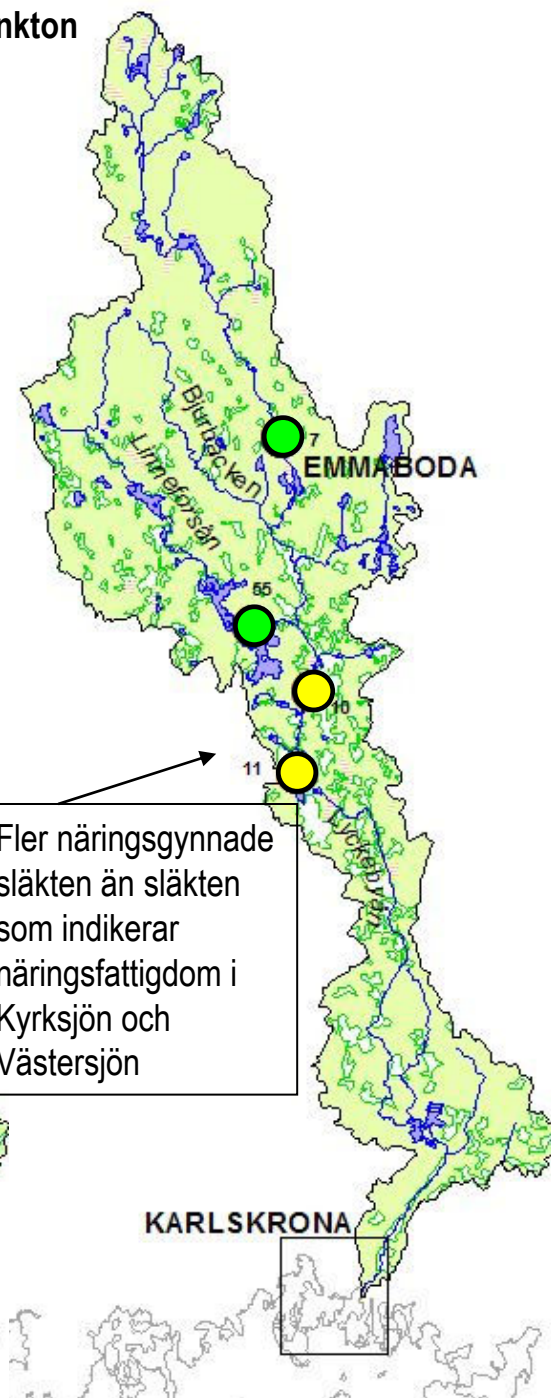 nkton
Bjurbäcken
7
EMMABODA
Linneforsån
55
10
11
Lyckebyån
Fler näringsgynnade
släkten än släkten
som indikerar
näringsfattigdom i
Kyrksjön och
Västersjön
KARLSKRONA